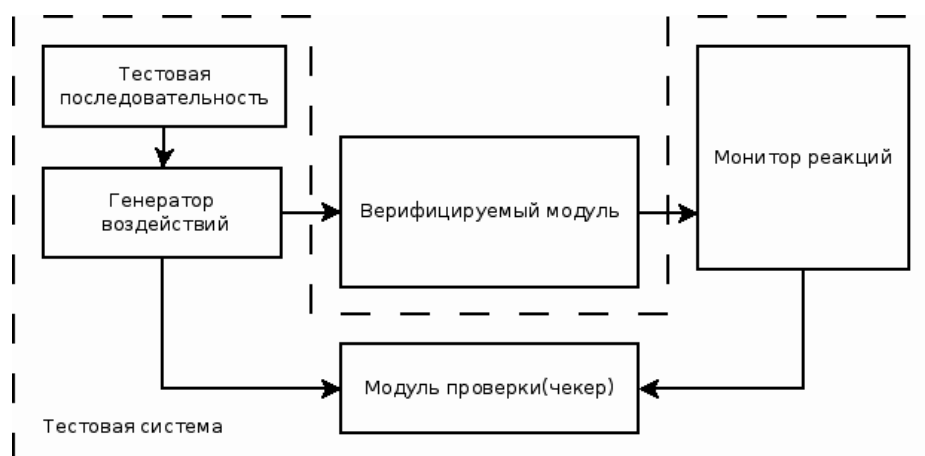 Тестовая
последовательность
Генератор
воздействий
Верифицируемый модуль
Монитор реакций
Модуль проверки(чекер)
Тестовая система